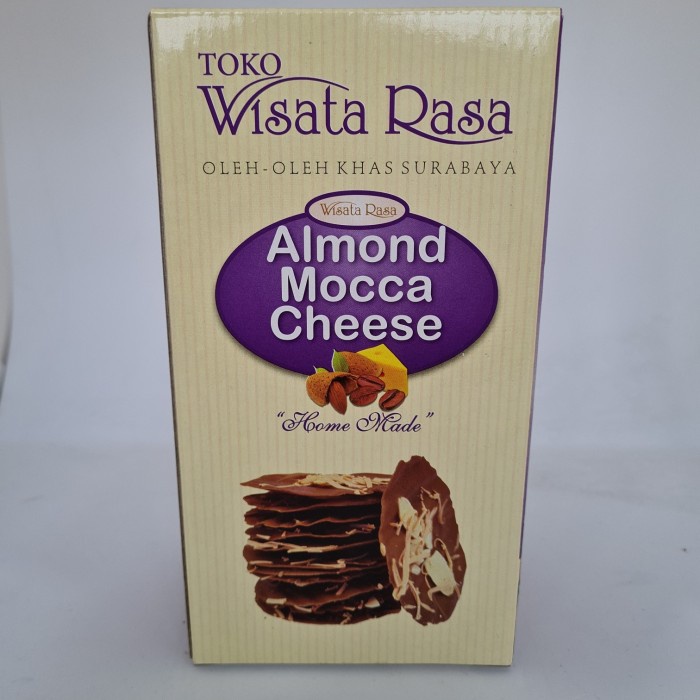 TOKO
Wisata Rasa
OLEH-OLEH KHAS SURABAYA
Wisata Rasa
Almond
Mocca
Cheese
"Home Made"